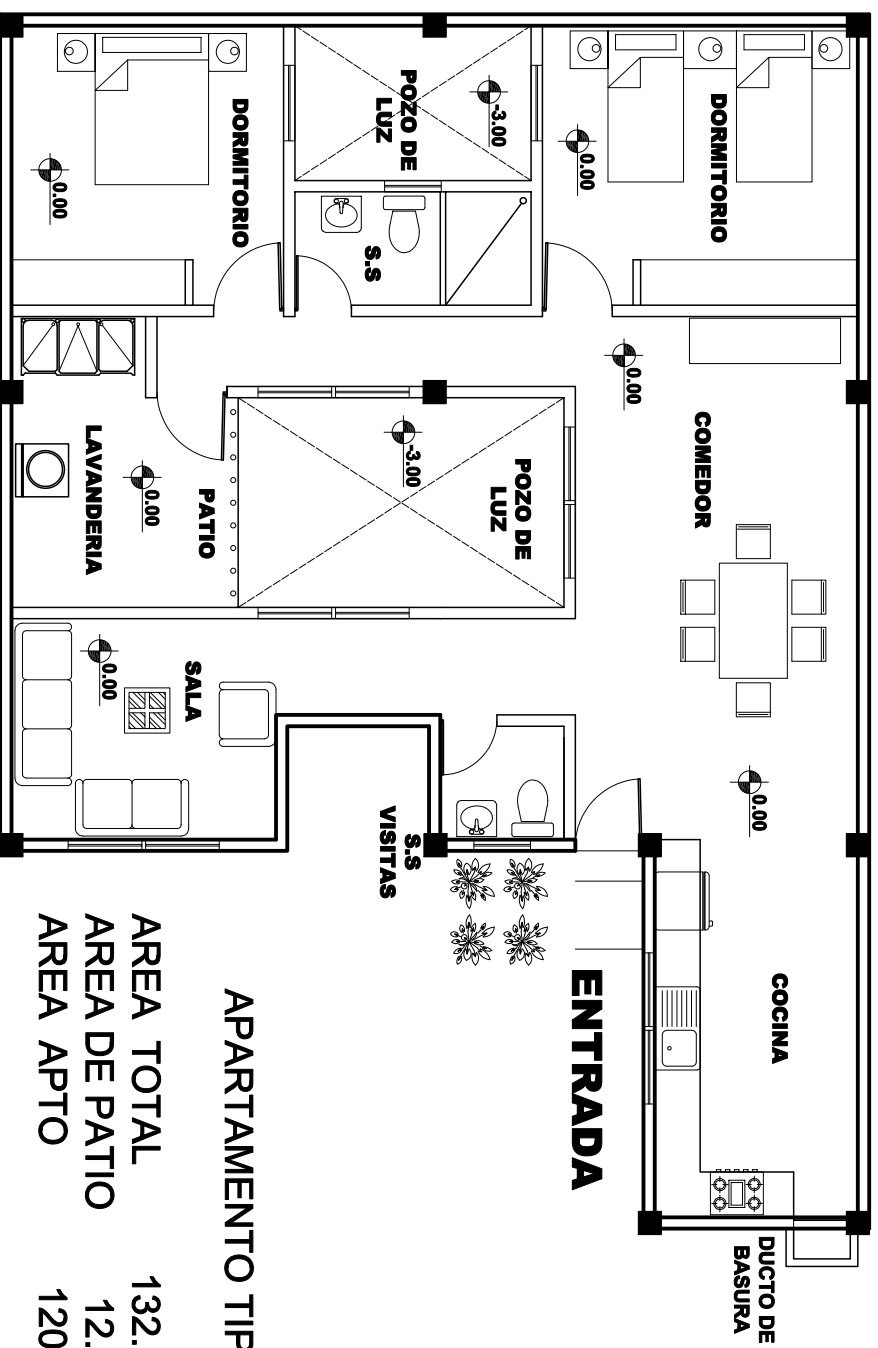 DORMITORIO
0.00
POZO DE
LUZ
-3.00
DORMITORIO
0.00
S.S
0.00
COMEDOR
POZO DE
LUZ
-3.00
PATIO
LAVANDERIA
0.00
SALA
0.00
0.00
S.S
VISITAS
COCINA
ENTRADA
DUCTO DE
BASURA
APARTAMENTO TIP
AREA TOTAL 132.
AREA DE PATIO 12.
AREA APTO 120